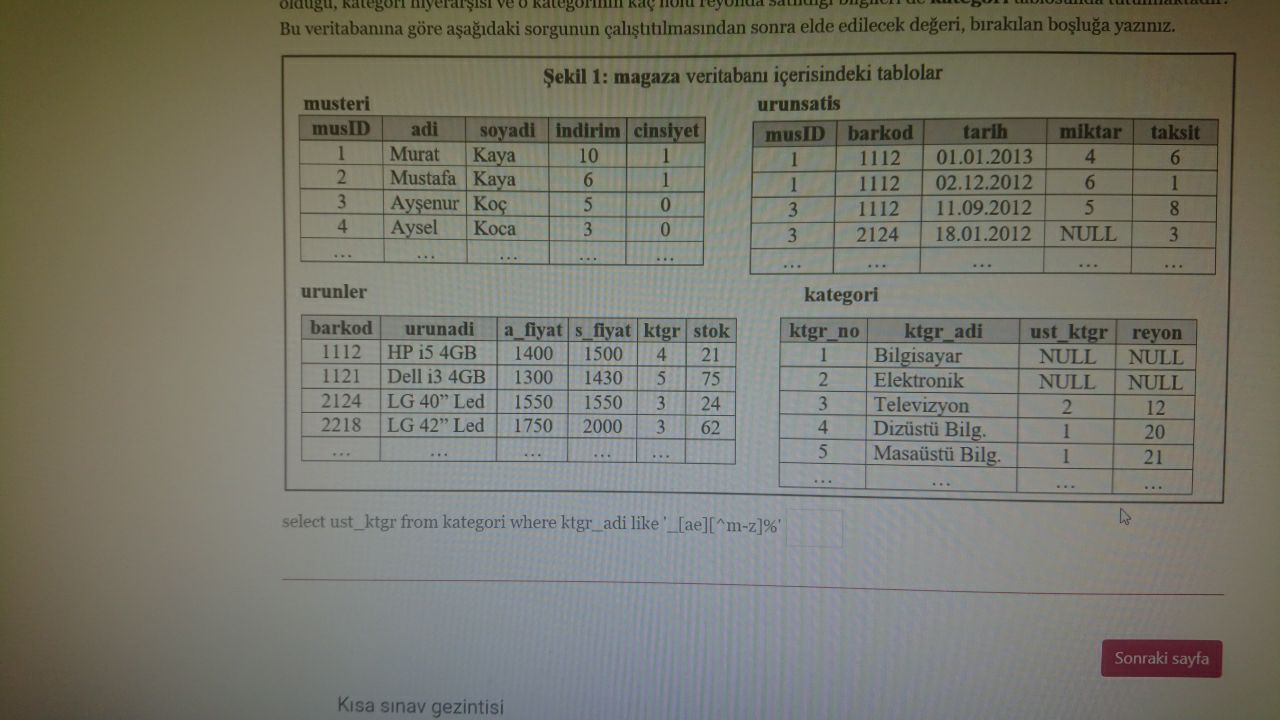 olduğu, kategori hiyerarşisi ve o kategorinin kaç nolu reyonda satıldığı bilgileri de kategori tablosunda tutulmaktadır.
Bu veritabanına göre aşağıdaki sorgunun çalıştıtılmasından sonra elde edilecek değeri, bırakılan boşluğa yazınız.
Şekil 1: magaza veritabanı içerisindeki tablolar
musteri
musID adi soyadi indirim cinsiyet
1 Murat Kaya 10 1
2 Mustafa Kaya 6 1
3 Ayşenur Koç 5 0
4 Aysel Koca 3 0
... ... ... ... ...
urunsatis
musID barkod tarih miktar taksit
1 1112 01.01.2013 4 6
1 1112 02.12.2012 6 1
3 1112 11.09.2012 5 8
3 2124 18.01.2012 NULL 3
... ... ... ... ...
urunler
barkod urunadi a_fiyat s_fiyat ktgr stok
1112 HP i5 4GB 1400 1500 4 21
1121 Dell i3 4GB 1300 1430 5 75
2124 LG 40” Led 1550 1550 3 24
2218 LG 42” Led 1750 2000 3 62
... ... ... ... ...
kategori
ktgr_no ktgr_adi ust_ktgr reyon
1 Bilgisayar NULL NULL
2 Elektronik NULL NULL
3 Televizyon 2 12
4 Dizüstü Bilg. 1 20
5 Masaüstü Bilg. 1 21
... ... ... ...
select ust_ktgr from kategori where ktgr_adi like '_[ae][^m-z]%'
Sonraki sayfa
Kısa sınav gezintisi